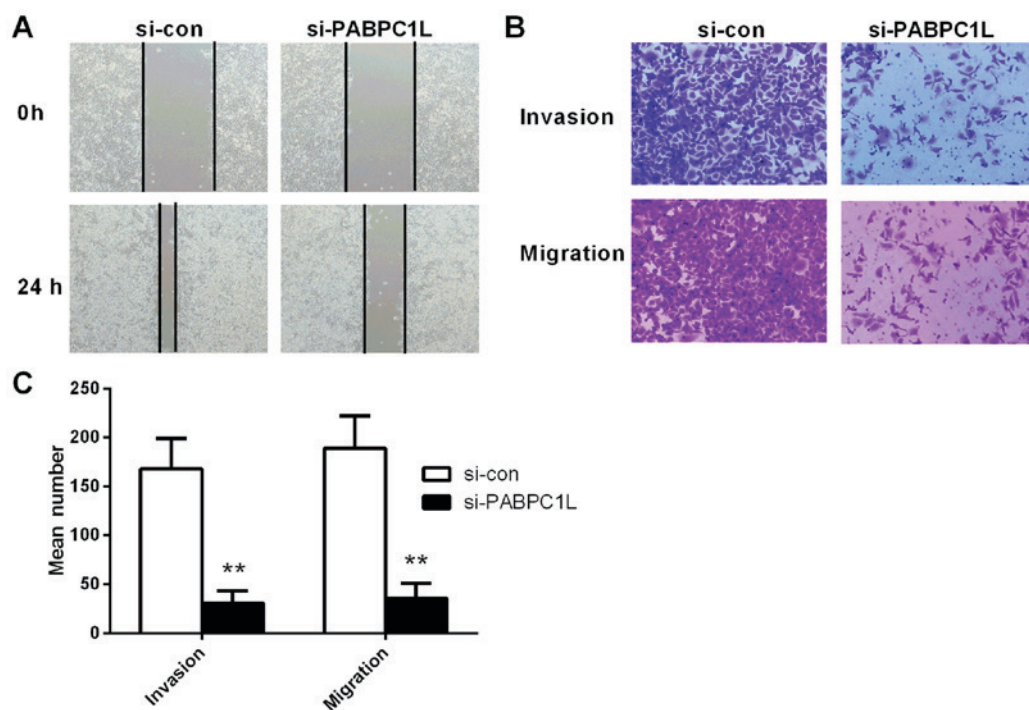 A
si-con si-PABPC1L
0h
24 h
B
si-con si-PABPC1L
Invasion
Migration
C
Mean number
250
200
150
100
50
0
**
**
si-con
si-PABPC1L
Invasion
Migration